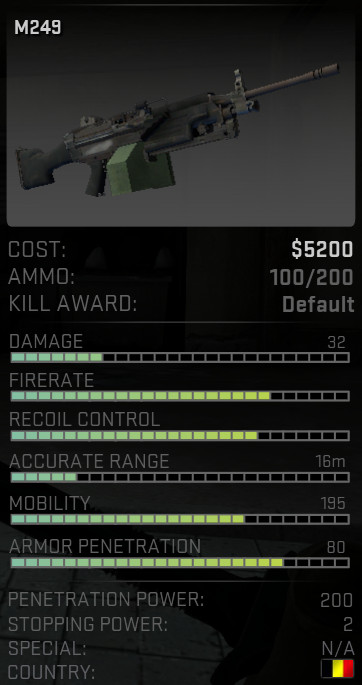 M249
COST: $5200
AMMO: 100/200
KILL AWARD: Default
DAMAGE 32
FIRERATE
RECOIL CONTROL
ACCURATE RANGE 16m
MOBILITY 195
ARMOR PENETRATION 80
PENETRATION POWER: 200
STOPPING POWER: 2
SPECIAL: N/A
COUNTRY: